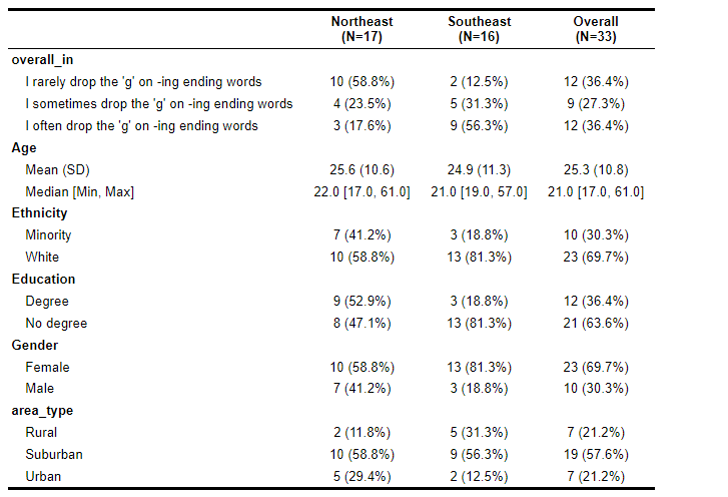 Northeast Southeast Overall
(N=17) (N=16) (N=33)
overall_in
I rarely drop the 'g' on -ing ending words 10 (58.8%) 2 (12.5%) 12 (36.4%)
I sometimes drop the 'g' on -ing ending words 4 (23.5%) 5 (31.3%) 9 (27.3%)
I often drop the 'g' on -ing ending words 3 (17.6%) 9 (56.3%) 12 (36.4%)
Age
Mean (SD) 25.6 (10.6) 24.9 (11.3) 25.3 (10.8)
Median [Min, Max] 22.0 [17.0, 61.0] 21.0 [19.0, 57.0] 21.0 [17.0, 61.0]
Ethnicity
Minority 7 (41.2%) 3 (18.8%) 10 (30.3%)
White 10 (58.8%) 13 (81.3%) 23 (69.7%)
Education
Degree 9 (52.9%) 3 (18.8%) 12 (36.4%)
No degree 8 (47.1%) 13 (81.3%) 21 (63.6%)
Gender
Female 10 (58.8%) 13 (81.3%) 23 (69.7%)
Male 7 (41.2%) 3 (18.8%) 10 (30.3%)
area_type
Rural 2 (11.8%) 5 (31.3%) 7 (21.2%)
Suburban 10 (58.8%) 9 (56.3%) 19 (57.6%)
Urban 5 (29.4%) 2 (12.5%) 7 (21.2%)